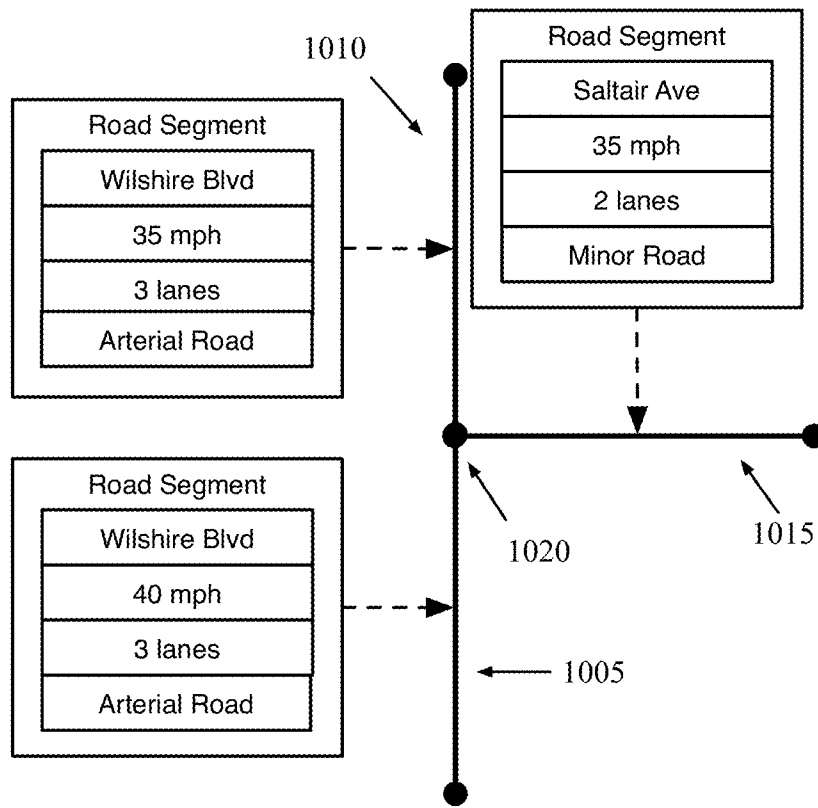 1010
Road Segment
Saltair Ave
35 mph
2 lanes
Minor Road
Road Segment
Wilshire Blvd
35 mph
3 lanes
Arterial Road
Road Segment
Wilshire Blvd
40 mph
3 lanes
Arterial Road
1020
1015
1005